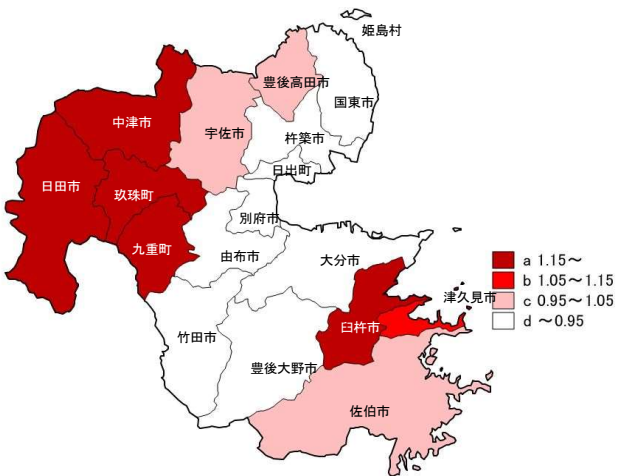 姫島村
豊後高田市
国東市
中津市
宇佐市
杵築市
日出町
日田市
玖珠町
別府市
九重町
由布市
大分市
a 1.15～
b 1.05～1.15
c 0.95～1.05
d ～0.95
津久見市
臼杵市
竹田市
豊後大野市
佐伯市